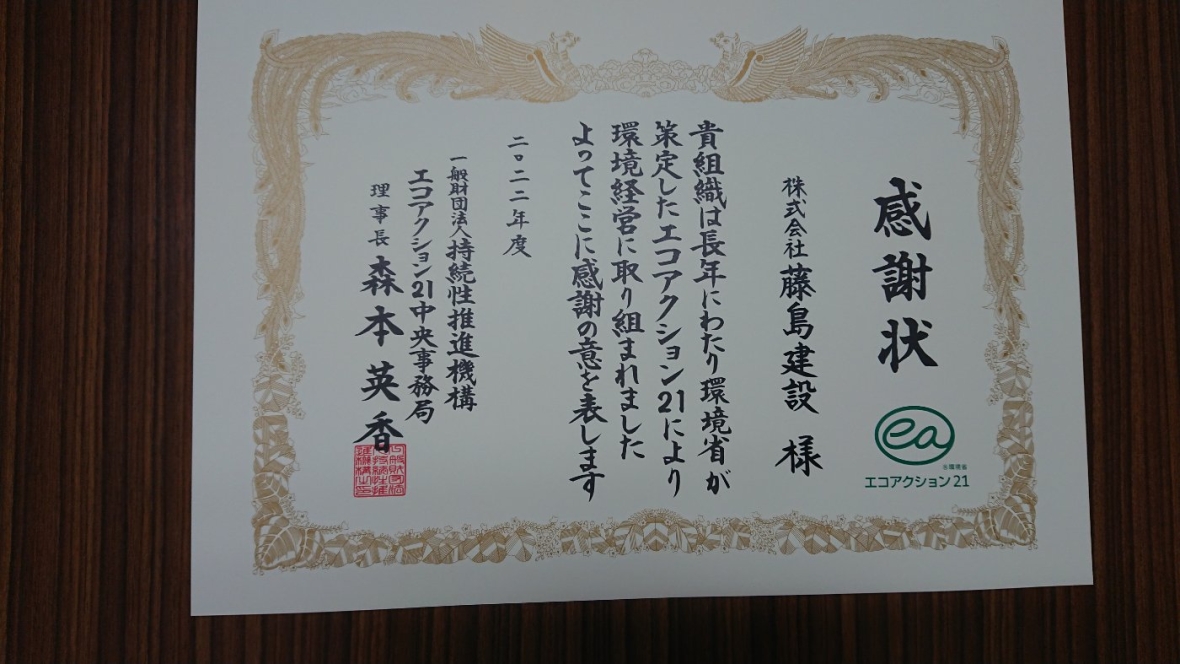 感謝状
ea
©環境省
エコアクション21
株式会社藤島建設 様
貴組織は長年にわたり環境省が
策定したエコアクション21により
環境経営に取り組まれました
よってここに感謝の意を表します
二〇二二年度
一般財団法人持続性推進機構
エコアクション21中央事務局
理事長 森本英香